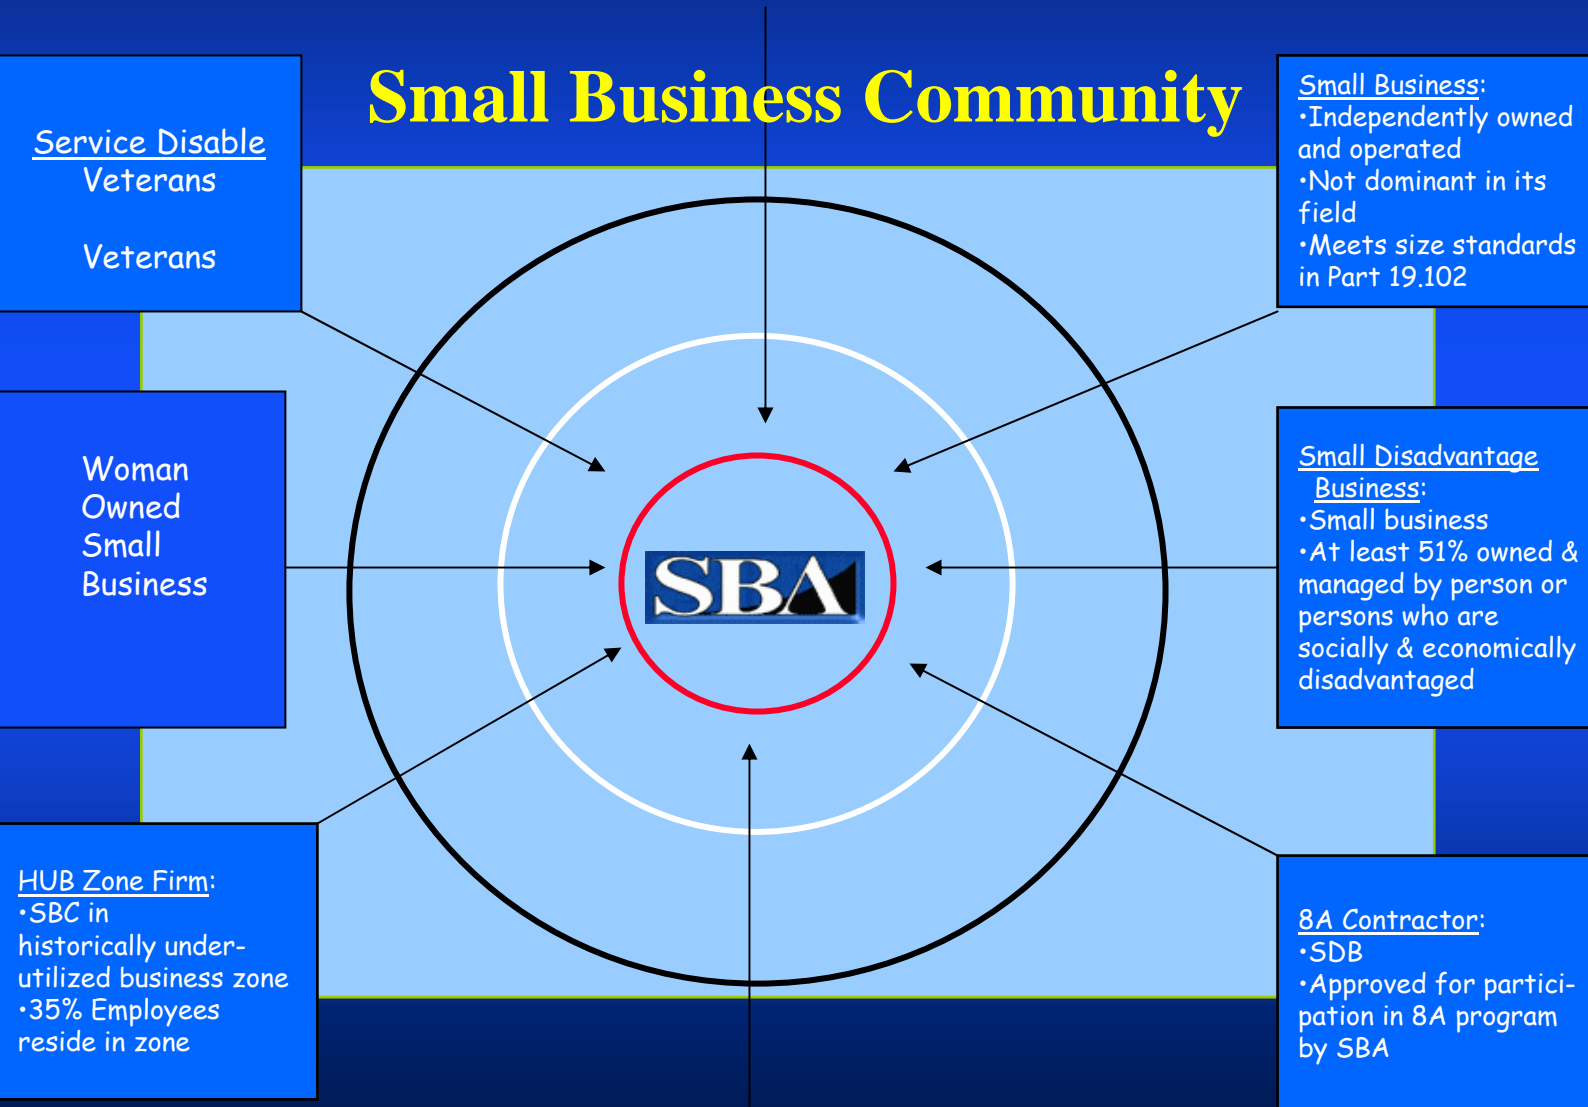 Small Business Community
Service Disable
Veterans
Veterans
Woman
Owned
Small
Business
HUB Zone Firm:
•SBC in
historically under-
utilized business zone
•35% Employees
reside in zone
SBA
Small Business:
•Independently owned
and operated
•Not dominant in its
field
•Meets size standards
in Part 19.102
Small Disadvantage
Business:
•Small business
•At least 51% owned &
managed by person or
persons who are
socially & economically
disadvantaged
8A Contractor:
•SDB
•Approved for partici-
pation in 8A program
by SBA